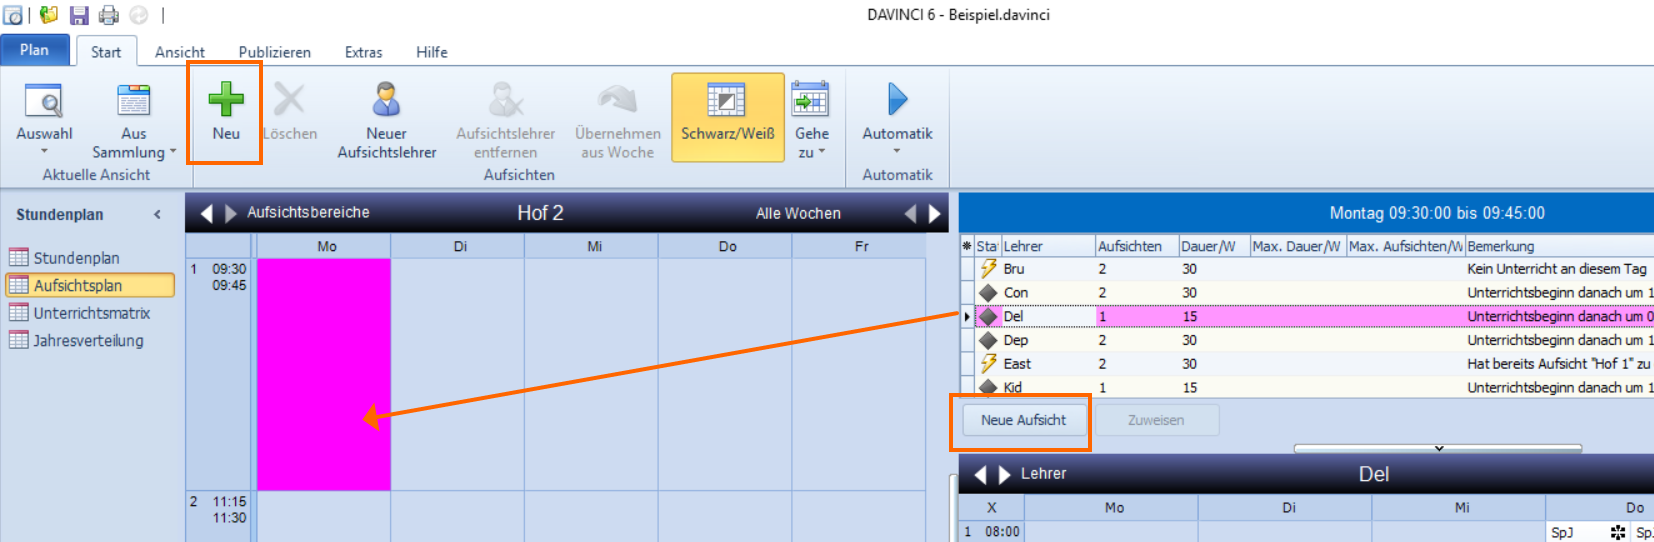 DAVINCI 6 - Beispiel.davinci
Plan Start Ansicht Publizieren Extras Hilfe
Auswahl
Aus Sammlung
Neu
Löschen
Neuer Aufsichtslehrer
Aufsichtslehrer entfernen
Übernehmen aus Woche
Schwarz/Weiß
Gehe zu
Automatik
Aktuelle Ansicht
Aufsichten
Automatik
Stundenplan
Stundenplan
Aufsichtsplan
Unterrichtsmatrix
Jahresverteilung
Aufsichtsbereiche Hof 2 Alle Wochen
Mo Di Mi Do Fr
1 09:30
09:45
2 11:15
11:30
Montag 09:30:00 bis 09:45:00
Sta Lehrer Aufsichten Dauer/W Max. Dauer/W Max. Aufsichten/W Bemerkung
Bru 2 30 Kein Unterricht an diesem Tag
Con 2 30 Unterrichtsbeginn danach um 1
Del 1 15 Unterrichtsbeginn danach um 0
Dep 2 30 Unterrichtsbeginn danach um 1
East 2 30 Hat bereits Aufsicht "Hof 1" zu
Kid 1 15 Unterrichtsbeginn danach um 1
Neue Aufsicht Zuweisen
Lehrer Del
X Mo Di Mi Do
1 08:00 SpJ SpJ